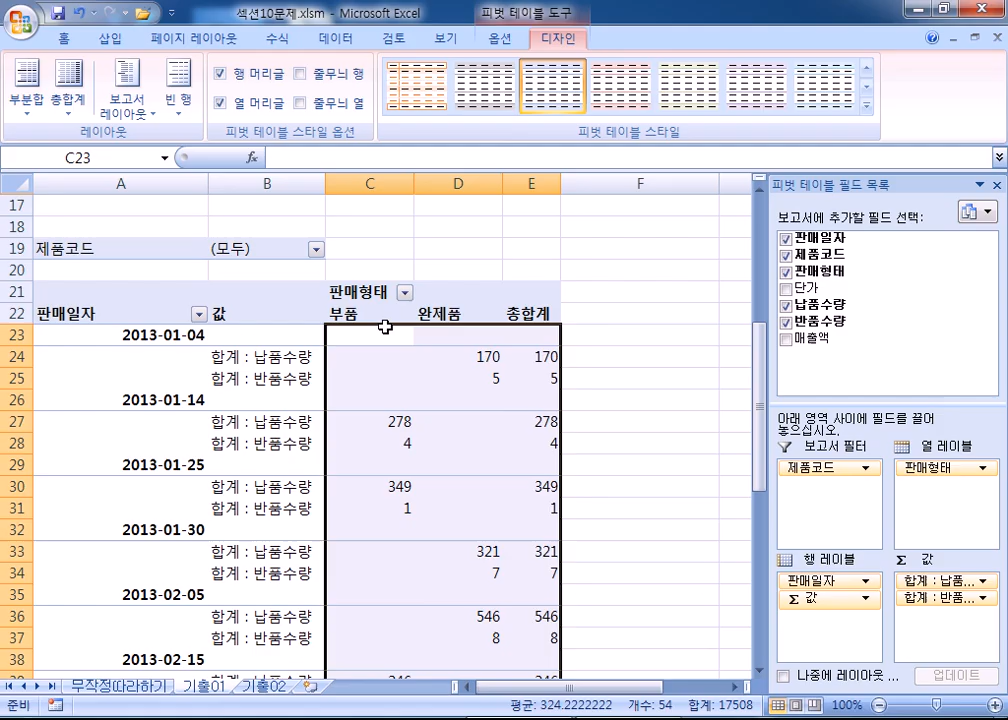 섹션10문제.xlsm - Microsoft Excel
피벗 테이블 도구
홈 삽입 페이지 레이아웃 수식 데이터 검토 보기 옵션 디자인
부분합 총합계 보고서 레이아웃 빈 행
레이아웃
행 머리글 줄무늬 행
열 머리글 줄무늬 열
피벗 테이블 스타일 옵션
피벗 테이블 스타일
C23 fx
A B C D E F
17
18
19 제품코드 (모두)
20
21 판매형태
22 판매일자 값 부품 완제품 총합계
23 2013-01-04
24 합계 : 납품수량 170 170
25 합계 : 반품수량 5 5
26 2013-01-14
27 합계 : 납품수량 278 278
28 합계 : 반품수량 4 4
29 2013-01-25
30 합계 : 납품수량 349 349
31 합계 : 반품수량 1 1
32 2013-01-30
33 합계 : 납품수량 321 321
34 합계 : 반품수량 7 7
35 2013-02-05
36 합계 : 납품수량 546 546
37 합계 : 반품수량 8 8
38 2013-02-15
무작정따라하기 기출01 기출02
준비 평균: 324.2222222 개수: 54 합계: 17508 100%
피벗 테이블 필드 목록
보고서에 추가할 필드 선택:
판매일자
제품코드
판매형태
단가
납품수량
반품수량
매출액
아래 영역 사이에 필드를 끌어
놓으십시오.
보고서 필터 열 레이블
제품코드 판매형태
행 레이블 Σ 값
판매일자 합계 : 납품...
Σ 값 합계 : 반품...
나중에 레이아웃 ... 업데이트